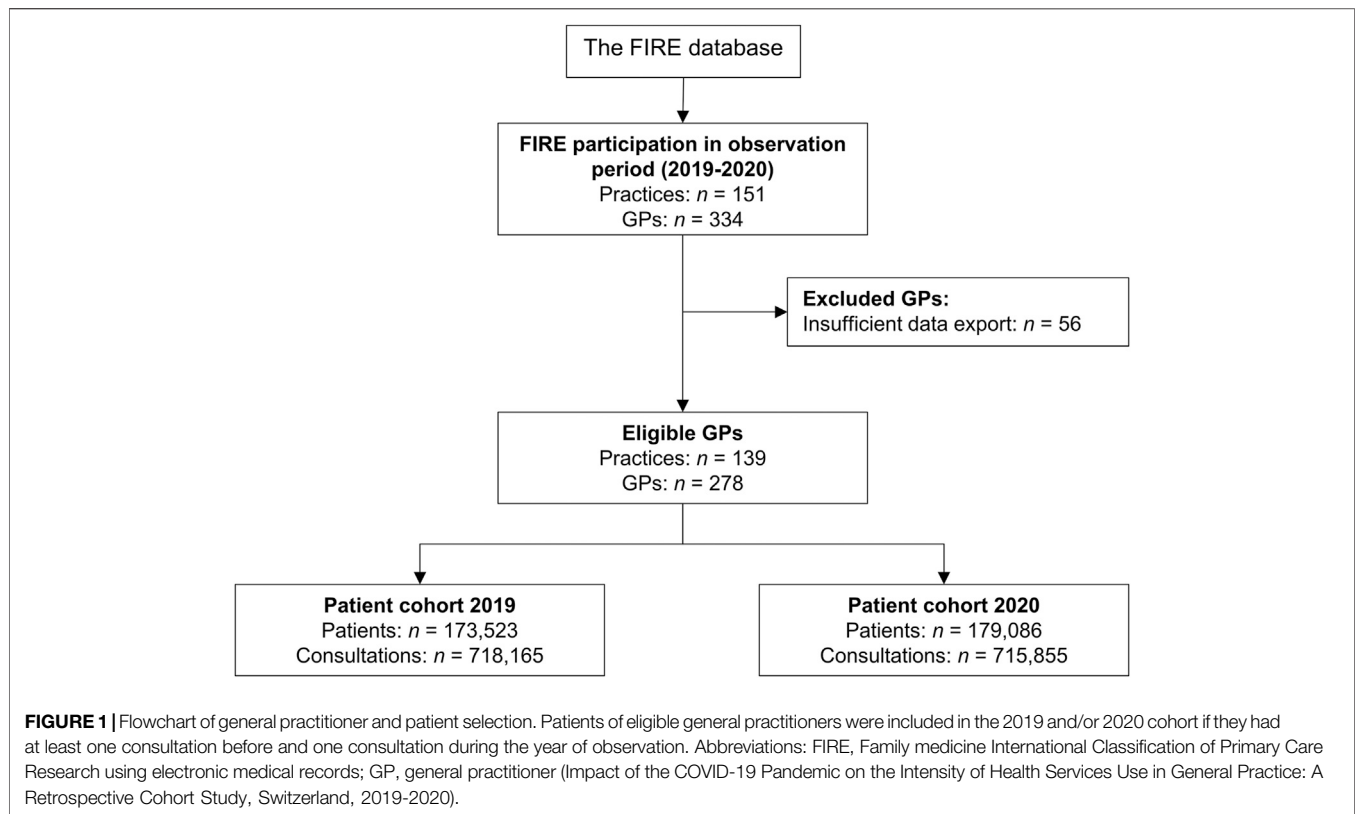 The FIRE database
FIRE participation in observation
period (2019-2020)
Practices: n = 151
GPs: n = 334
Excluded GPs:
Insufficient data export: n = 56
Eligible GPs
Practices: n = 139
GPs: n = 278
Patient cohort 2019
Patients: n = 173,523
Consultations: n = 718,165
Patient cohort 2020
Patients: n = 179,086
Consultations: n = 715,855
FIGURE 1 | Flowchart of general practitioner and patient selection. Patients of eligible general practitioners were included in the 2019 and/or 2020 cohort if they had
at least one consultation before and one consultation during the year of observation. Abbreviations: FIRE, Family medicine International Classification of Primary Care
Research using electronic medical records; GP, general practitioner (Impact of the COVID-19 Pandemic on the Intensity of Health Services Use in General Practice: A
Retrospective Cohort Study, Switzerland, 2019-2020).